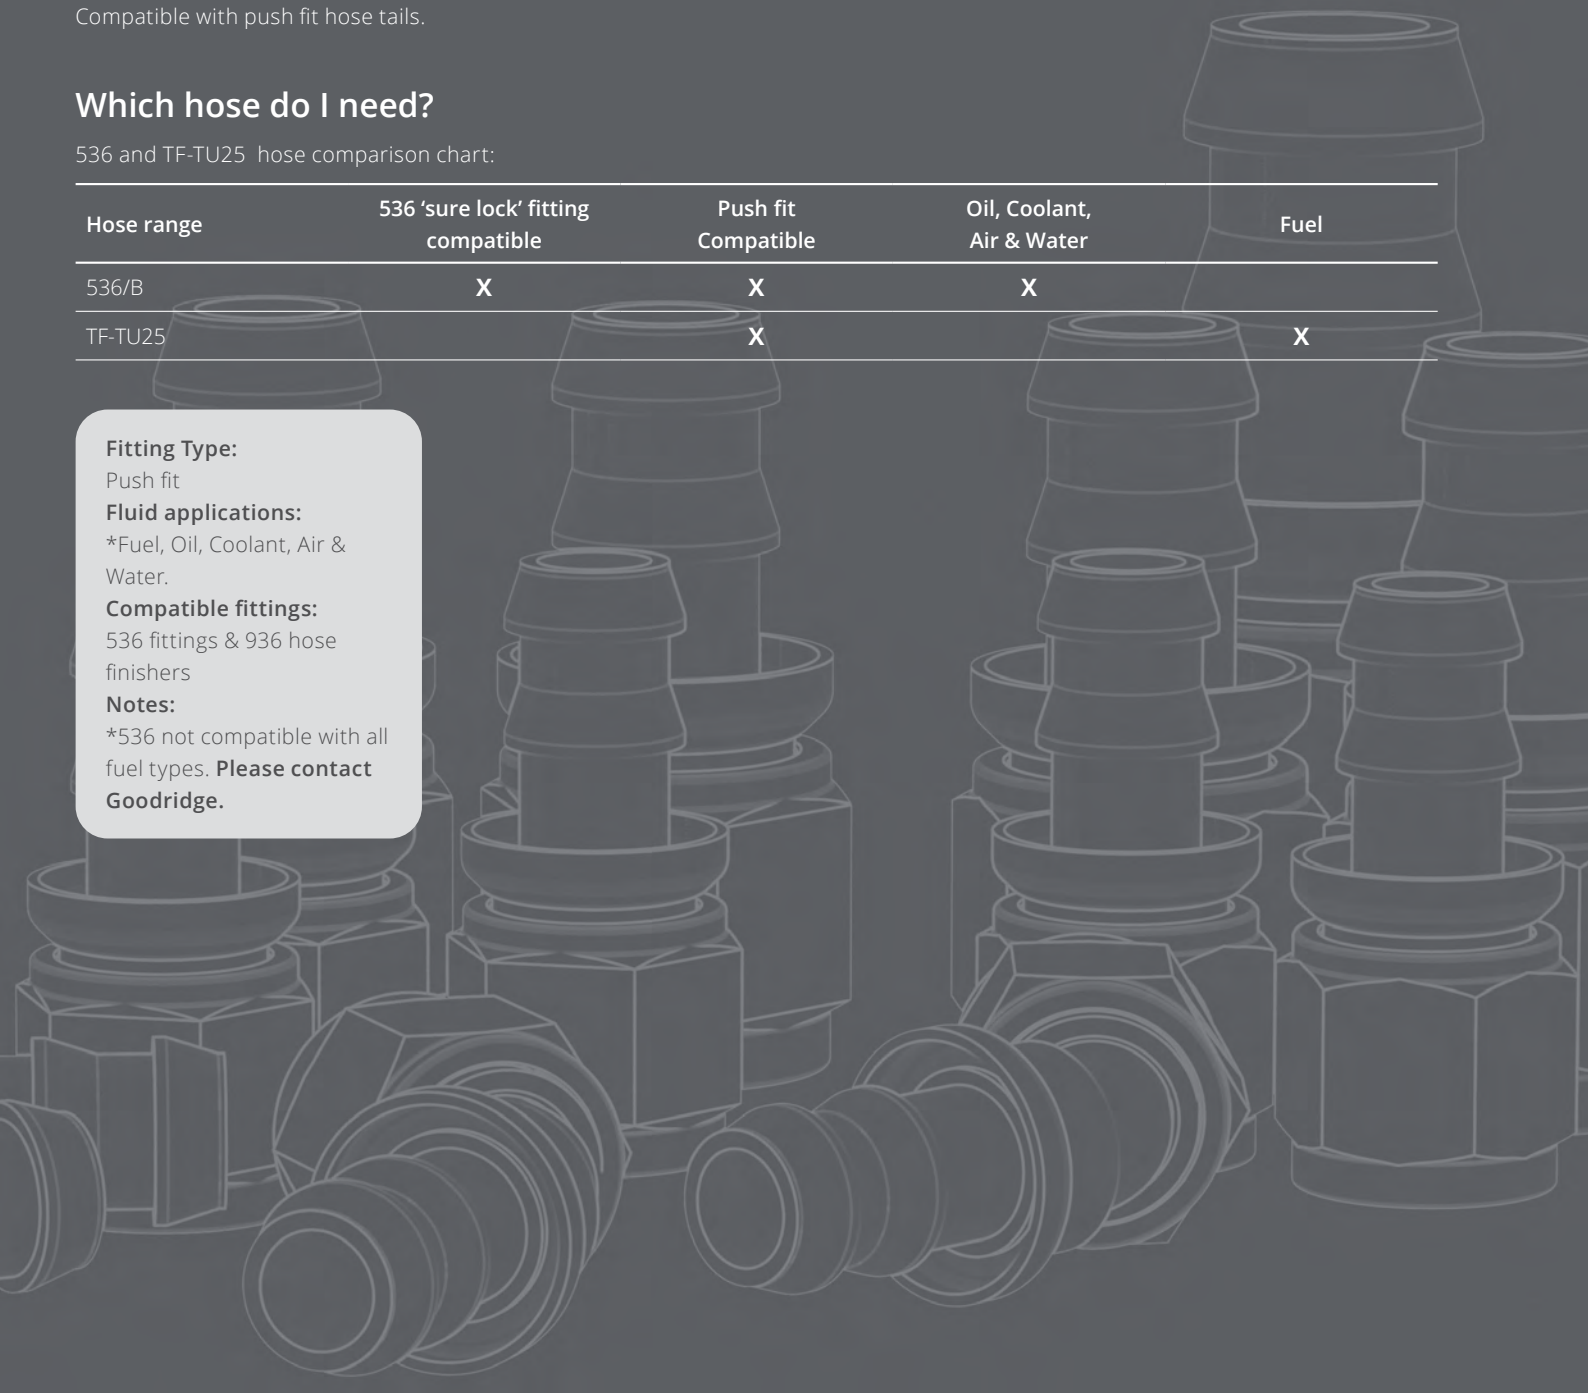 Compatible with push fit hose tails.
Which hose do I need?
536 and TF-TU25 hose comparison chart:
Hose range
536 ‘sure lock’ fitting
compatible
Push fit
Compatible
Oil, Coolant,
Air & Water
Fuel
536/B X X X
TF-TU25 X X
Fitting Type:
Push fit
Fluid applications:
*Fuel, Oil, Coolant, Air &
Water.
Compatible fittings:
536 fittings & 936 hose
finishers
Notes:
*536 not compatible with all
fuel types. Please contact
Goodridge.